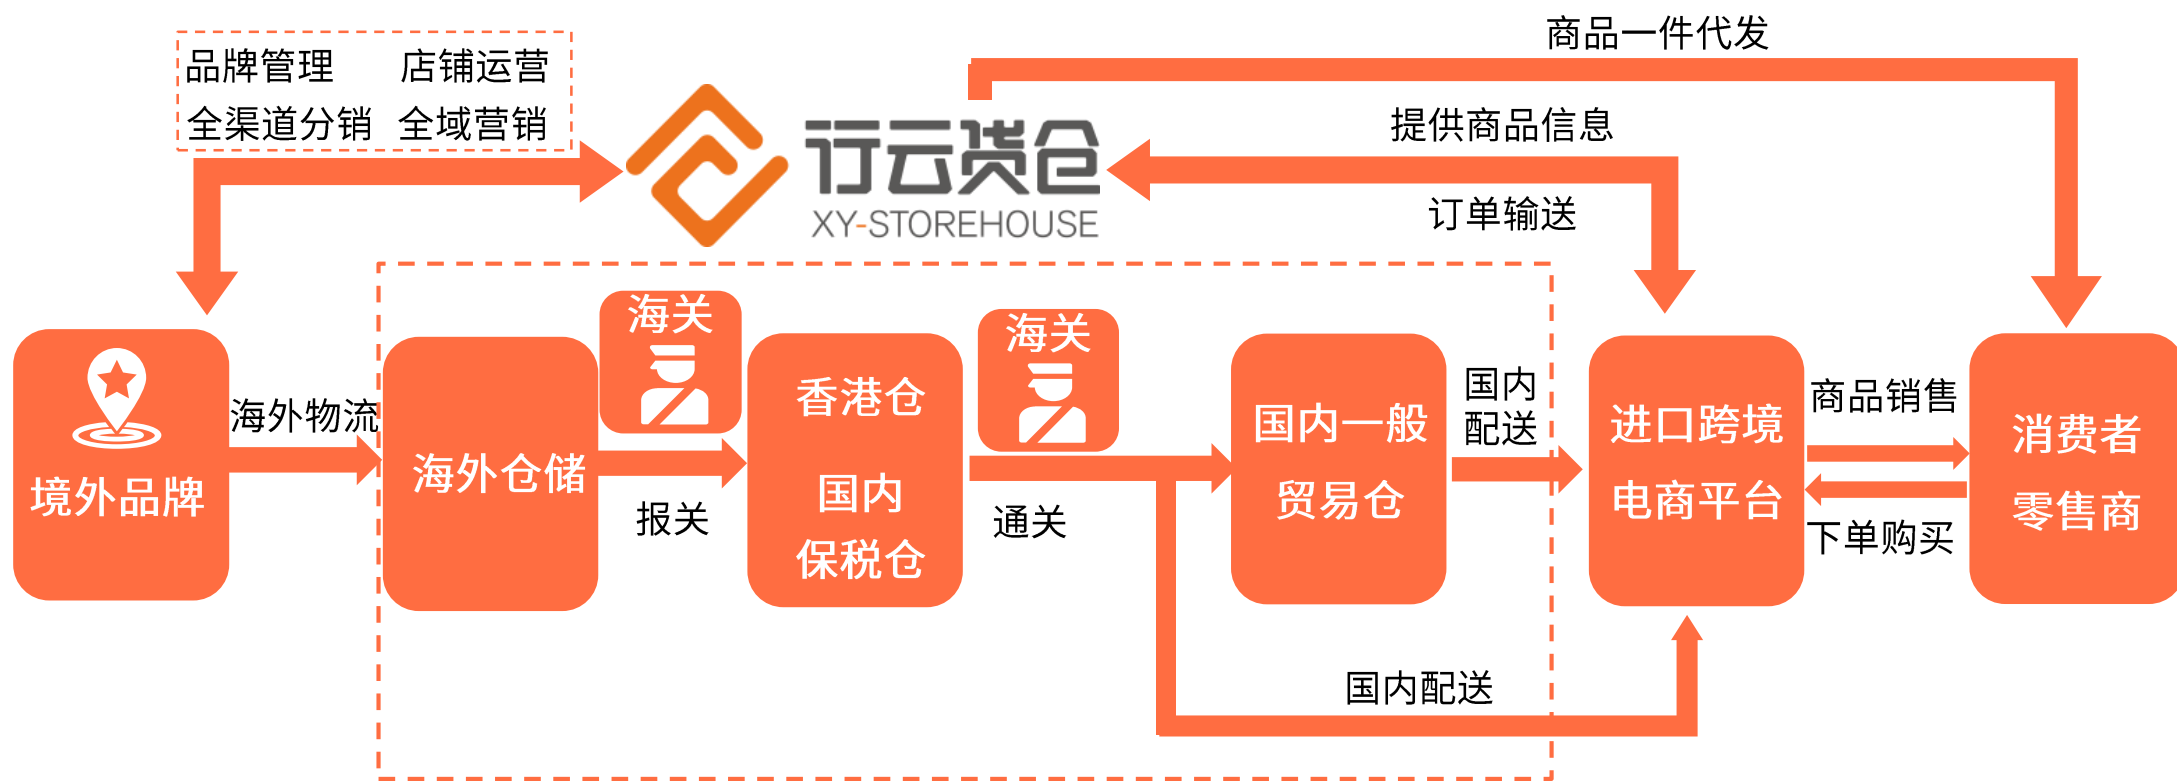 商品一件代发
品牌管理 店铺运营
全渠道分销 全域营销
行云货仓
XY-STOREHOUSE
提供商品信息
订单输送
境外品牌
海外物流
海外仓储
海关
报关
香港仓
国内
保税仓
海关
通关
国内一般
贸易仓
国内
配送
国内配送
进口跨境
电商平台
商品销售
下单购买
消费者
零售商